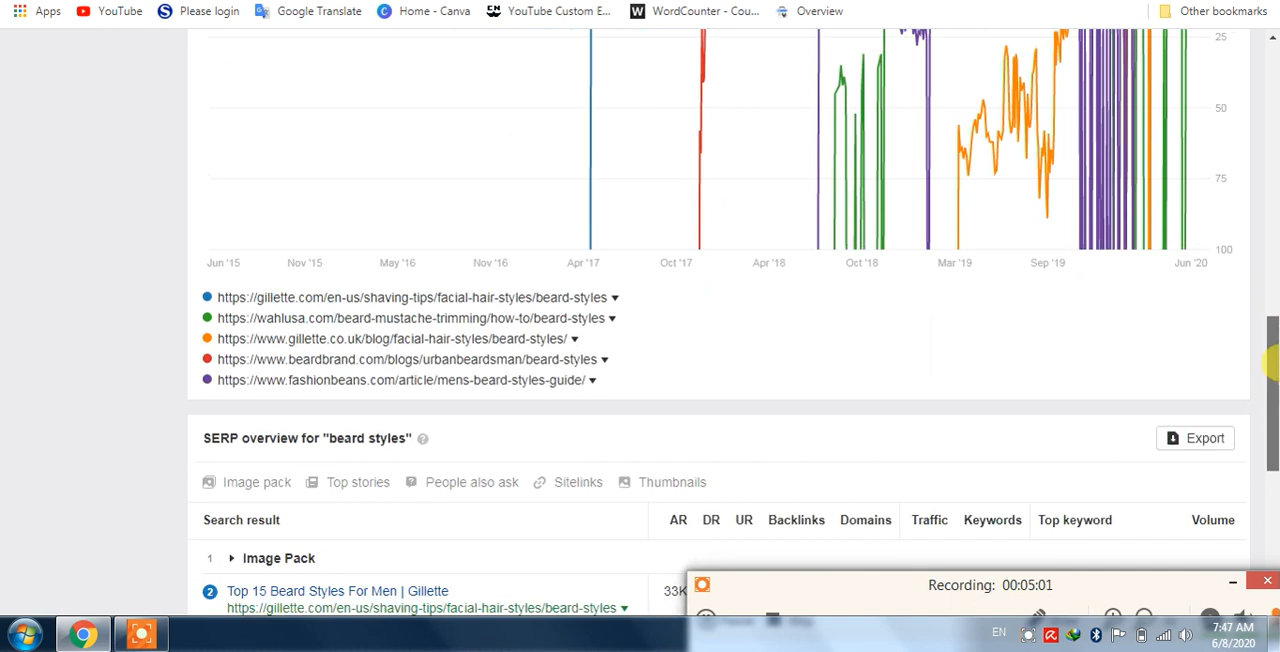 Apps YouTube Please login Google Translate Home - Canva YouTube Custom E... WordCounter - Cou... Overview Other bookmarks
25
50
75
100
Jun '15 Nov '15 May '16 Nov '16 Apr '17 Oct '17 Apr '18 Oct '18 Mar '19 Sep '19 Jun '20
https://gillette.com/en-us/shaving-tips/facial-hair-styles/beard-styles
https://wahlusa.com/beard-mustache-trimming/how-to/beard-styles
https://www.gillette.co.uk/blog/facial-hair-styles/beard-styles/
https://www.beardbrand.com/blogs/urbanbeardsman/beard-styles
https://www.fashionbeans.com/article/mens-beard-styles-guide/
SERP overview for "beard styles" Export
Image pack Top stories People also ask Sitelinks Thumbnails
Search result AR DR UR Backlinks Domains Traffic Keywords Top keyword Volume
1 Image Pack
2 Top 15 Beard Styles For Men | Gillette 33K
https://gillette.com/en-us/shaving-tips/facial-hair-styles/beard-styles
Recording: 00:05:01
EN 7:47 AM
6/8/2020